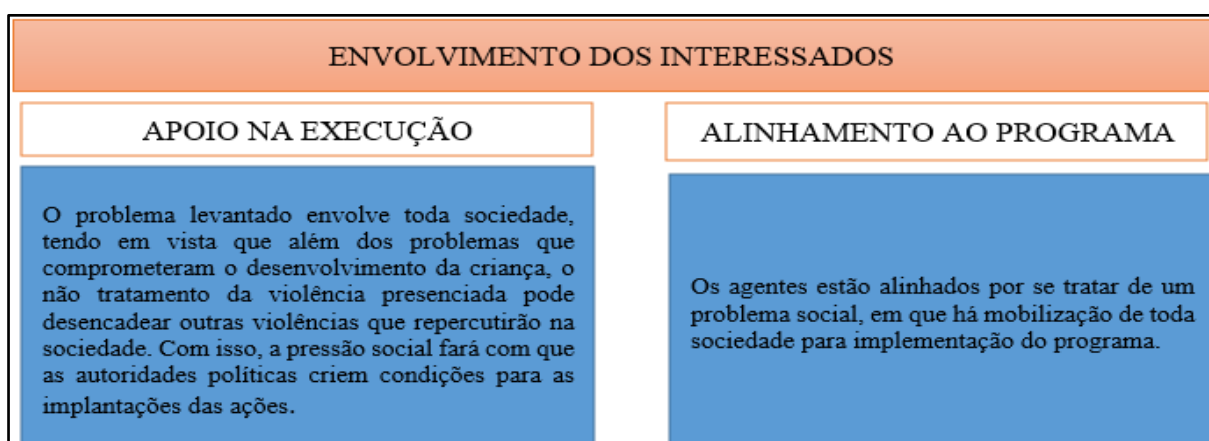 ENVOLVIMENTO DOS INTERESSADOS
APOIO NA EXECUÇÃO
O problema levantado envolve toda sociedade,
tendo em vista que além dos problemas que
comprometeram o desenvolvimento da criança, o
não tratamento da violência presenciada pode
desencadear outras violências que repercutirão na
sociedade. Com isso, a pressão social fará com que
as autoridades políticas criem condições para as
implantações das ações.
ALINHAMENTO AO PROGRAMA
Os agentes estão alinhados por se tratar de um
problema social, em que há mobilização de toda
sociedade para implementação do programa.